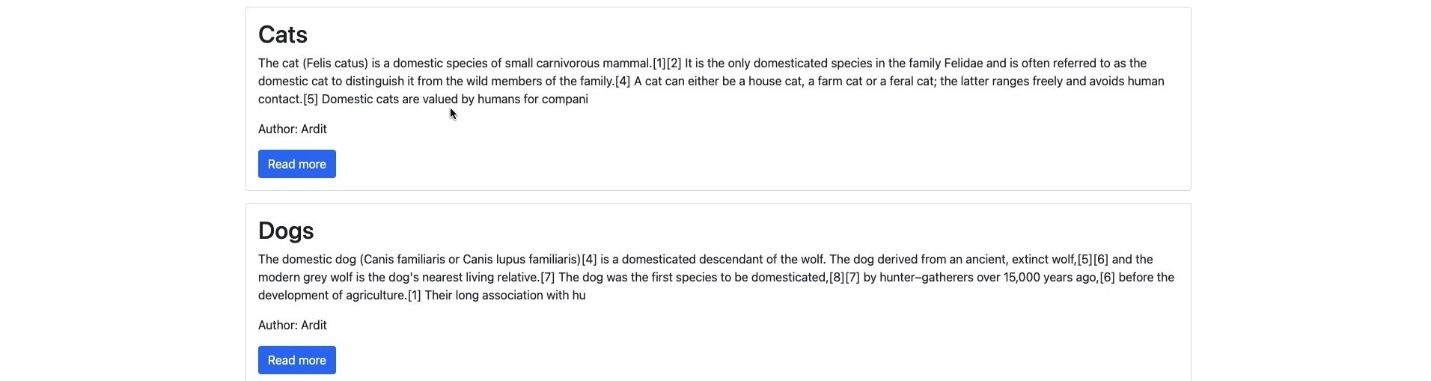 Cats
The cat (Felis catus) is a domestic species of small carnivorous mammal.[1][2] It is the only domesticated species in the family Felidae and is often referred to as the
domestic cat to distinguish it from the wild members of the family.[4] A cat can either be a house cat, a farm cat or a feral cat; the latter ranges freely and avoids human
contact.[5] Domestic cats are valued by humans for compani
Author: Ardit
Read more
Dogs
The domestic dog (Canis familiaris or Canis lupus familiaris)[4] is a domesticated descendant of the wolf. The dog derived from an ancient, extinct wolf,[5][6] and the
modern grey wolf is the dog's nearest living relative.[7] The dog was the first species to be domesticated,[8][7] by hunter–gatherers over 15,000 years ago,[6] before the
development of agriculture.[1] Their long association with hu
Author: Ardit
Read more